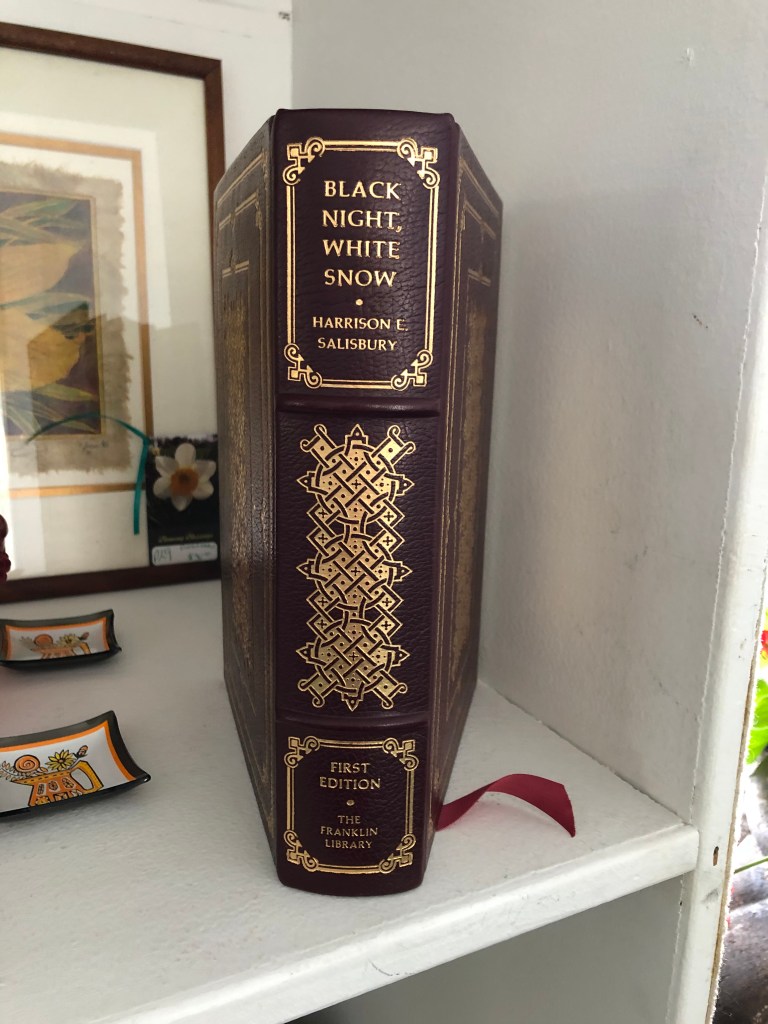 BLACK
NIGHT,
WHITE
SNOW
HARRISON E.
SALISBURY
FIRST
EDITION
THE
FRANKLIN
LIBRARY